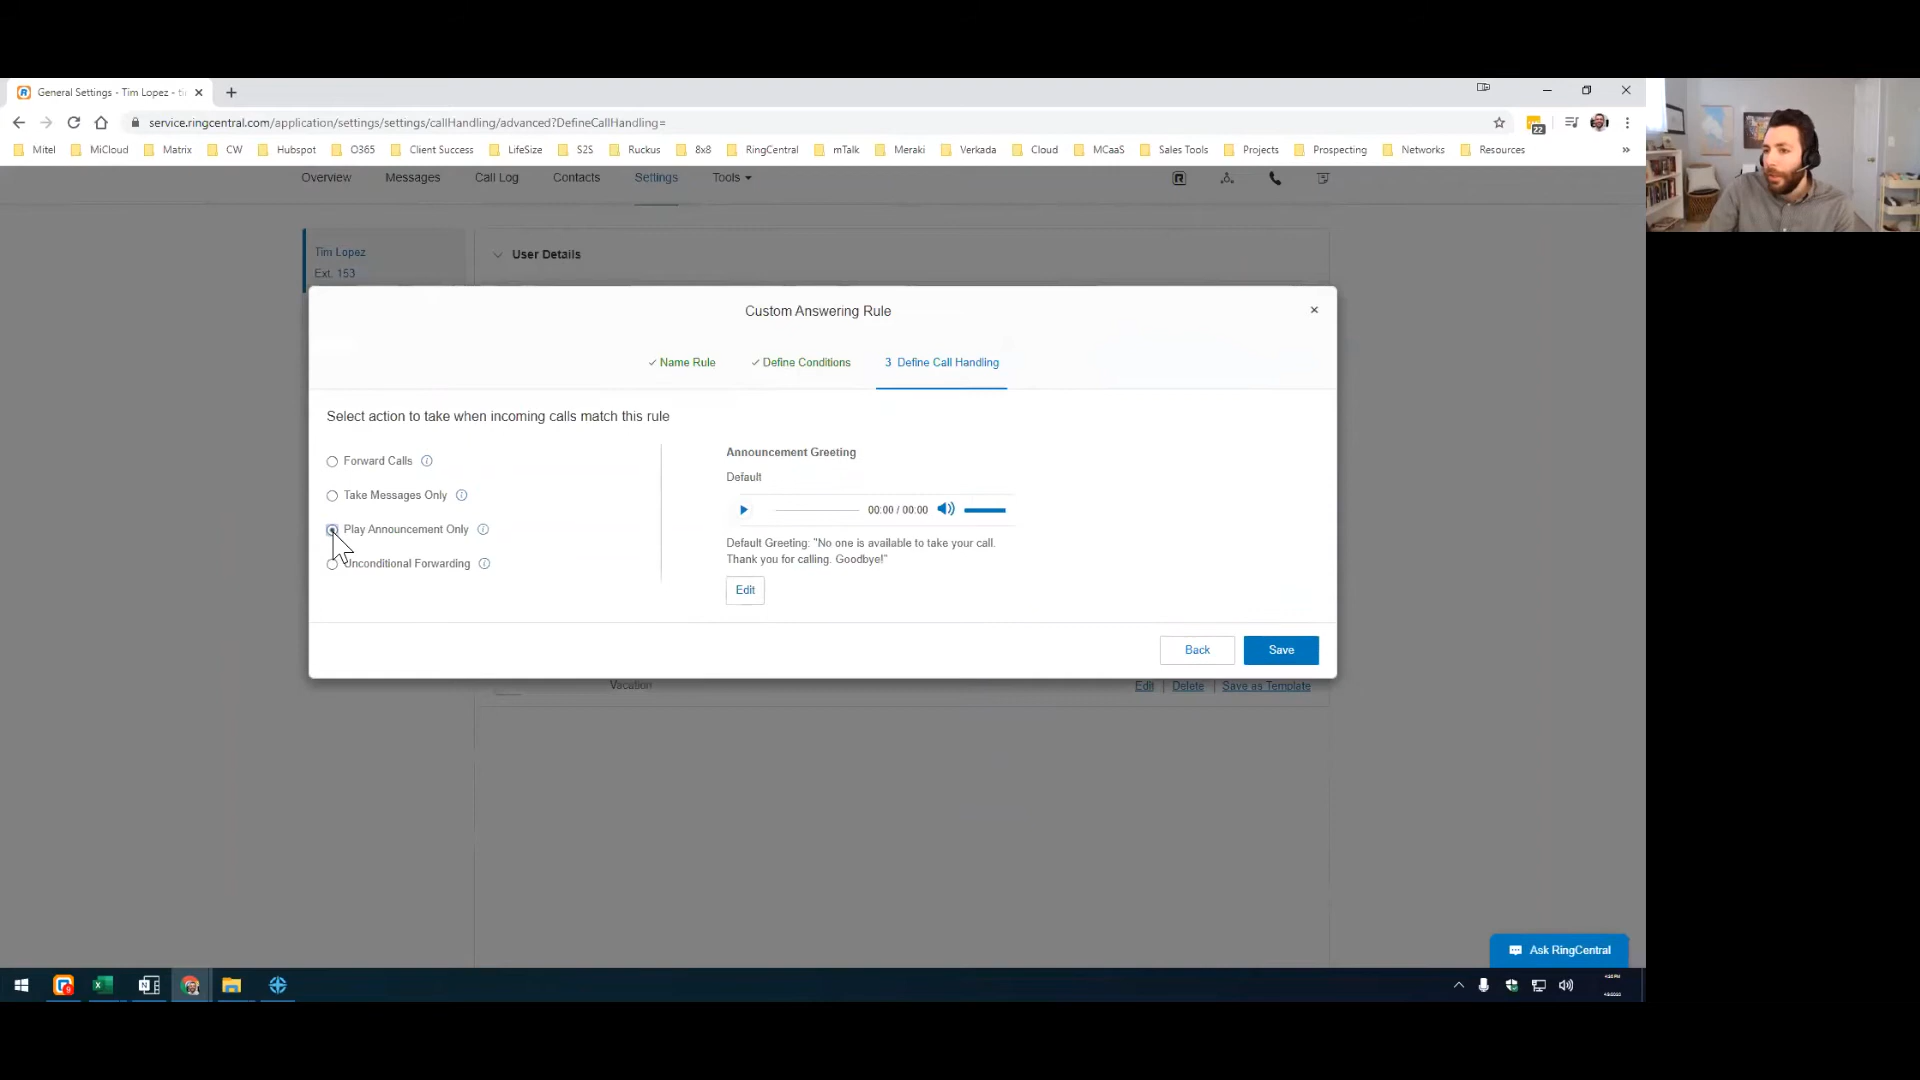 General Settings - Tim Lopez - ti
service.ringcentral.com/application/settings/settings/callHandling/advanced?DefineCallHandling=
22
Mitel MiCloud Matrix CW Hubspot O365 Client Success LifeSize S2S Ruckus 8x8 RingCentral mTalk Meraki Verkada Cloud MCaaS Sales Tools Projects Prospecting Networks Resources »
Overview Messages Call Log Contacts Settings Tools
Tim Lopez
Ext. 153
User Details
Custom Answering Rule
Name Rule Define Conditions 3 Define Call Handling
Select action to take when incoming calls match this rule
Forward Calls
Take Messages Only
Play Announcement Only
Unconditional Forwarding
Announcement Greeting
Default
00:00 / 00:00
Default Greeting: "No one is available to take your call.
Thank you for calling. Goodbye!"
Edit
Back Save
Vacation Edit | Delete | Save as Template
Ask RingCentral